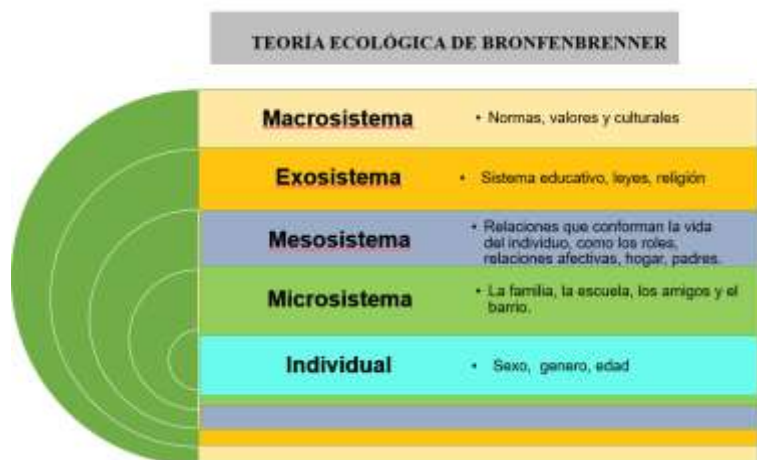 TEORÍA ECOLÓGICA DE BRONFENBRENNER
Macrosistema
• Normas, valores y culturales
Exosistema
• Sistema educativo, leyes, religión
Mesosistema
• Relaciones que conforman la vida
del individuo, como los roles,
relaciones afectivas, hogar, padres.
Microsistema
• La familia, la escuela, los amigos y el
barrio.
Individual
• Sexo, genero, edad